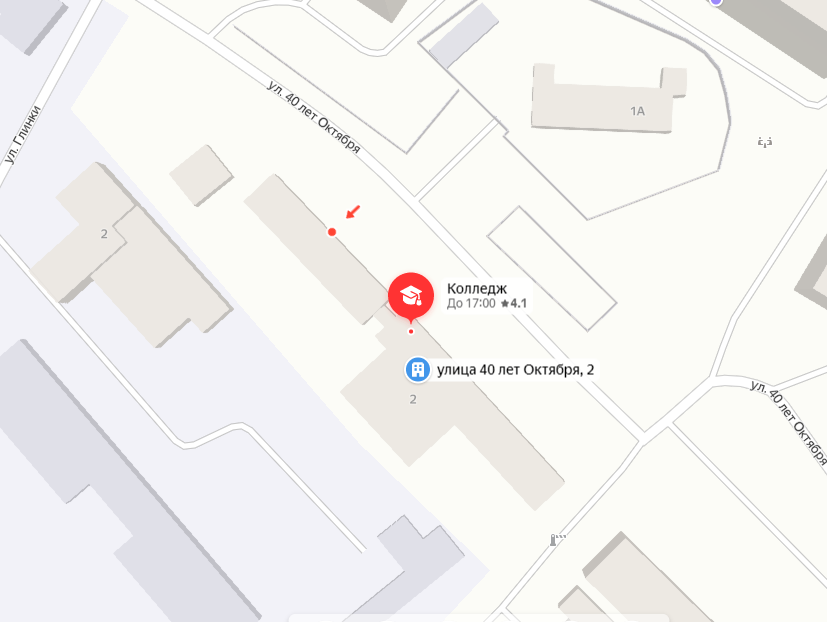 ул. 40 лет Октября
1А
ул. Глинки
2
Колледж
До 17:00 ★4.1
улица 40 лет Октября, 2
2
ул. 40 лет Октября